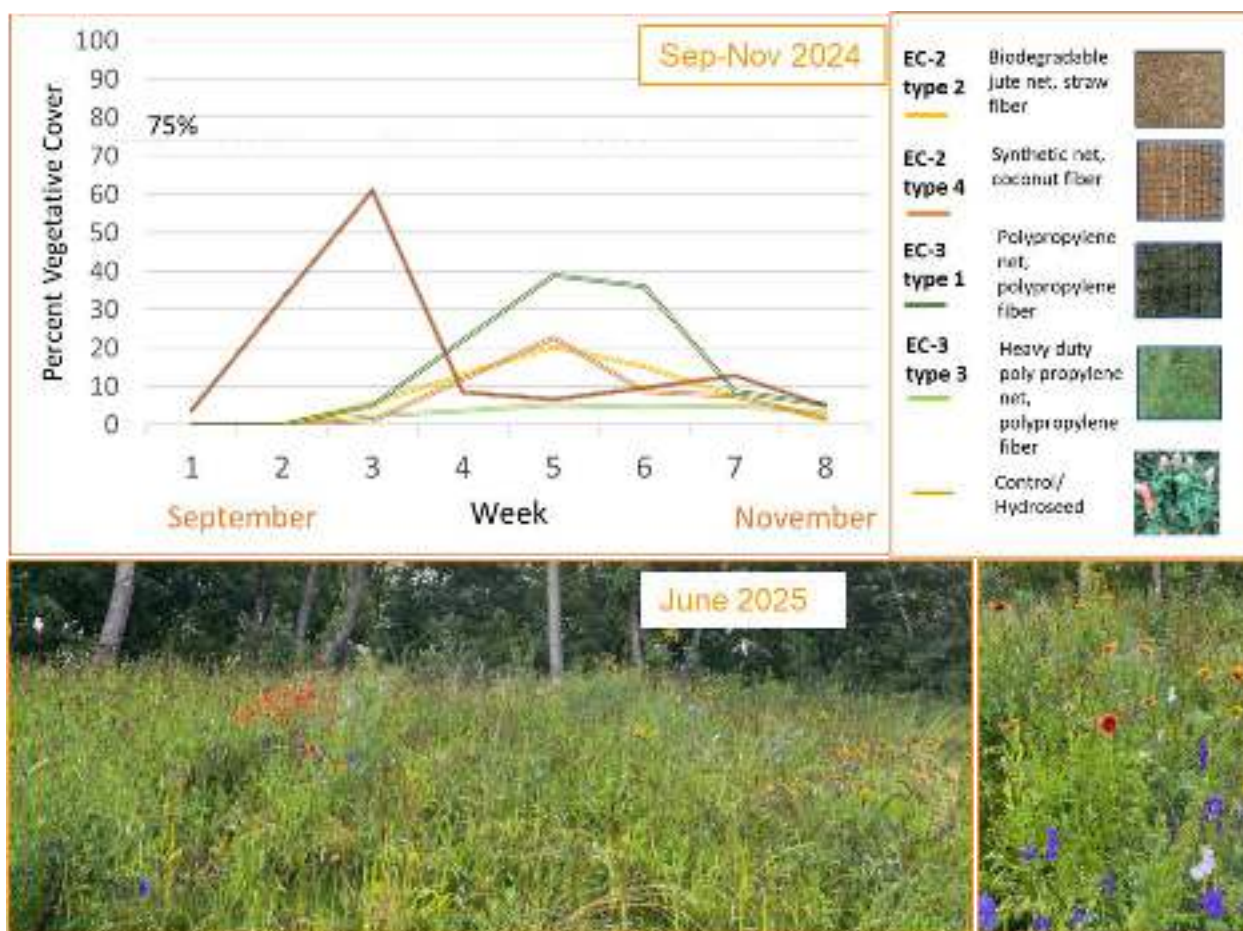 100
90
80
70
60
50
40
30
20
10
0
Percent Vegetative Cover
75%
Sep-Nov 2024
1 2 3 4 5 6 7 8
September Week November
EC-2
type 2
Biodegradable
jute net, straw
fiber
EC-2
type 4
Synthetic net,
coconut fiber
EC-3
type 1
Polypropylene
net,
polypropylene
fiber
EC-3
type 3
Heavy duty
poly propylene
net,
polypropylene
fiber
Control/
Hydroseed
June 2025